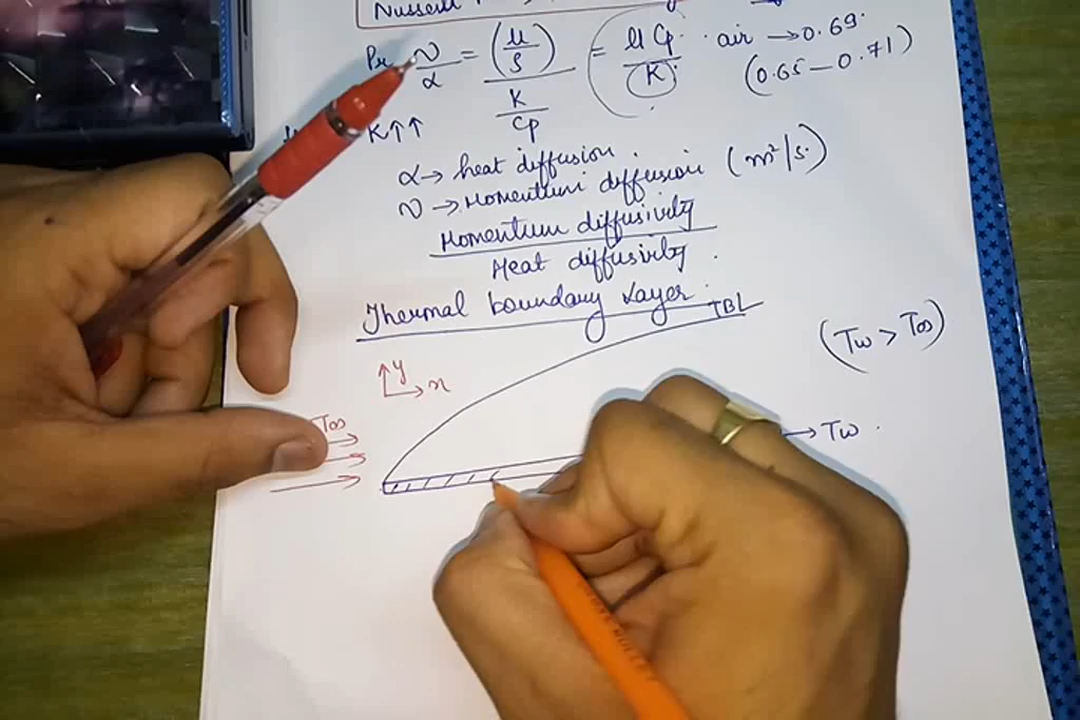 Nusselt
Pr ν/α = (μ/ρ)/(K/Cp) = μCp/(K) . air → 0.69.
(0.65 – 0.71)
K↑↑
α → heat diffusion
ν → Momentum diffusion (m²/s.)
Momentum diffusivity
Heat diffusivity .
Thermal boundary Layer .
TBL
(Tw > T∞)
y
x
T∞
→ Tw .